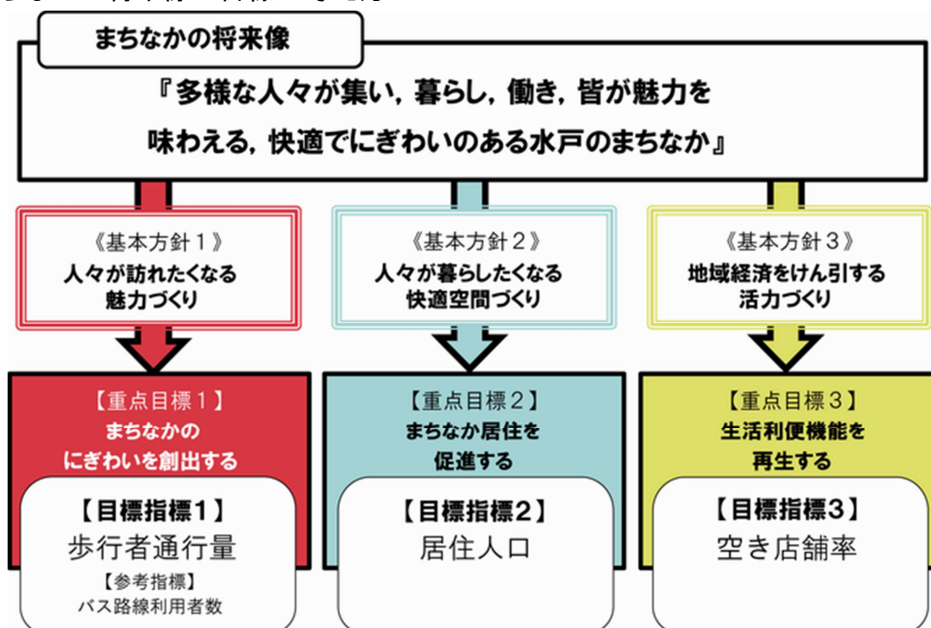 まちなかの将来像
『多様な人々が集い，暮らし，働き，皆が魅力を
味わえる，快適でにぎわいのある水戸のまちなか』
《基本方針１》
人々が訪れたくなる
魅力づくり
《基本方針２》
人々が暮らしたくなる
快適空間づくり
《基本方針３》
地域経済をけん引する
活力づくり
【重点目標１】
まちなかの
にぎわいを創出する
【目標指標1】
歩行者通行量
【参考指標】
バス路線利用者数
【重点目標２】
まちなか居住を
促進する
【目標指標2】
居住人口
【重点目標３】
生活利便機能を
再生する
【目標指標3】
空き店舗率